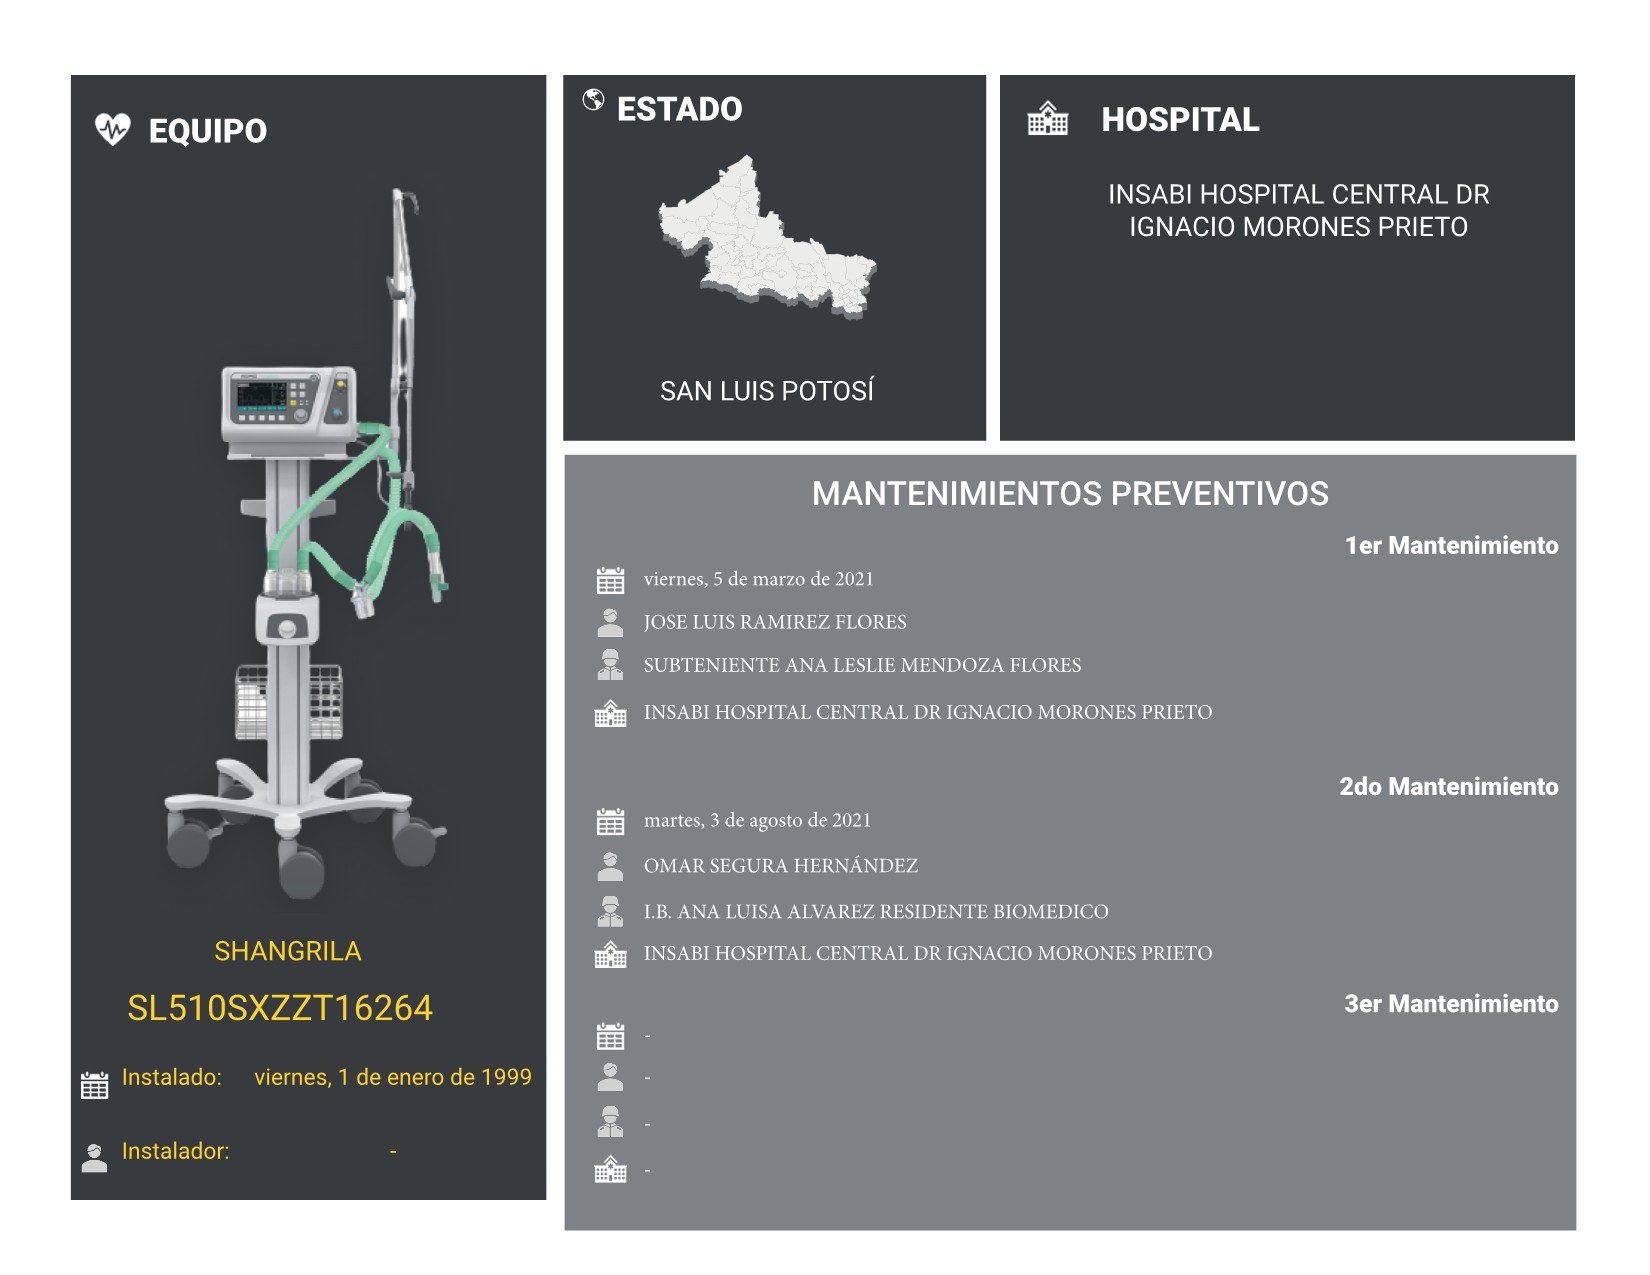 EQUIPO
SHANGRILA
SL510SXZZT16264
Instalado: viernes, 1 de enero de 1999
Instalador: -
ESTADO
SAN LUIS POTOSÍ
HOSPITAL
INSABI HOSPITAL CENTRAL DR
IGNACIO MORONES PRIETO
MANTENIMIENTOS PREVENTIVOS
1er Mantenimiento
viernes, 5 de marzo de 2021
JOSE LUIS RAMIREZ FLORES
SUBTENIENTE ANA LESLIE MENDOZA FLORES
INSABI HOSPITAL CENTRAL DR IGNACIO MORONES PRIETO
2do Mantenimiento
martes, 3 de agosto de 2021
OMAR SEGURA HERNÁNDEZ
I.B. ANA LUISA ALVAREZ RESIDENTE BIOMEDICO
INSABI HOSPITAL CENTRAL DR IGNACIO MORONES PRIETO
3er Mantenimiento
-
-
-
-